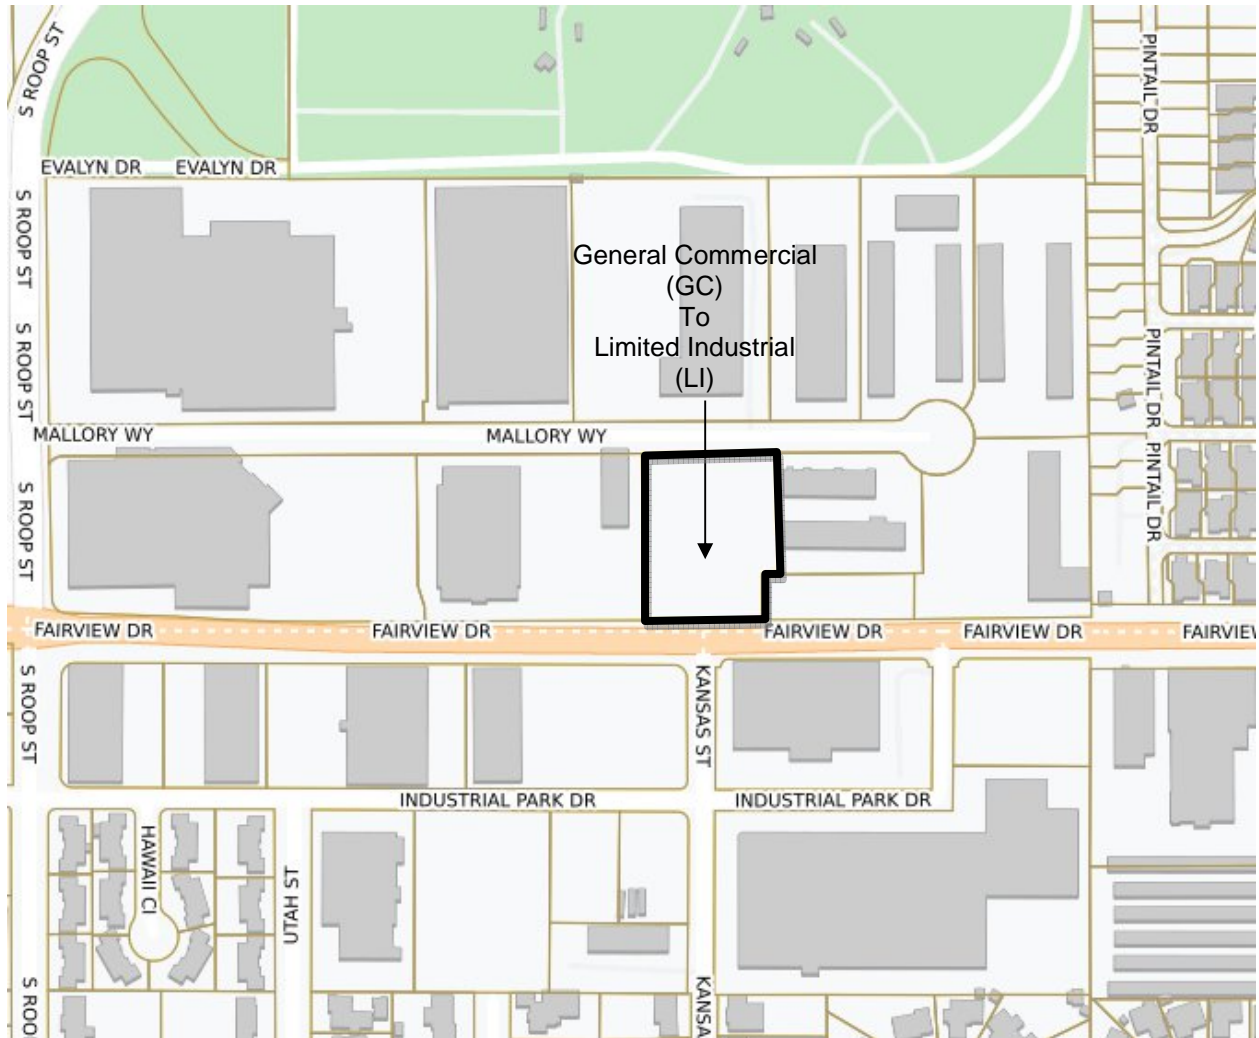 S ROOP ST
PINTAIL DR
EVALYN DR EVALYN DR
S ROOP ST
General Commercial
(GC)
To
Limited Industrial
(LI)
S ROOP ST
PINTAIL DR
MALLORY WY
MALLORY WY
PINTAIL DR
S ROOP ST
FAIRVIEW DR
FAIRVIEW DR
FAIRVIEW DR
FAIRVIEW DR
FAIRVIEW
S ROOP ST
KANSAS ST
INDUSTRIAL PARK DR
INDUSTRIAL PARK DR
HAWAII CI
UTAH ST
S ROO
KANSA